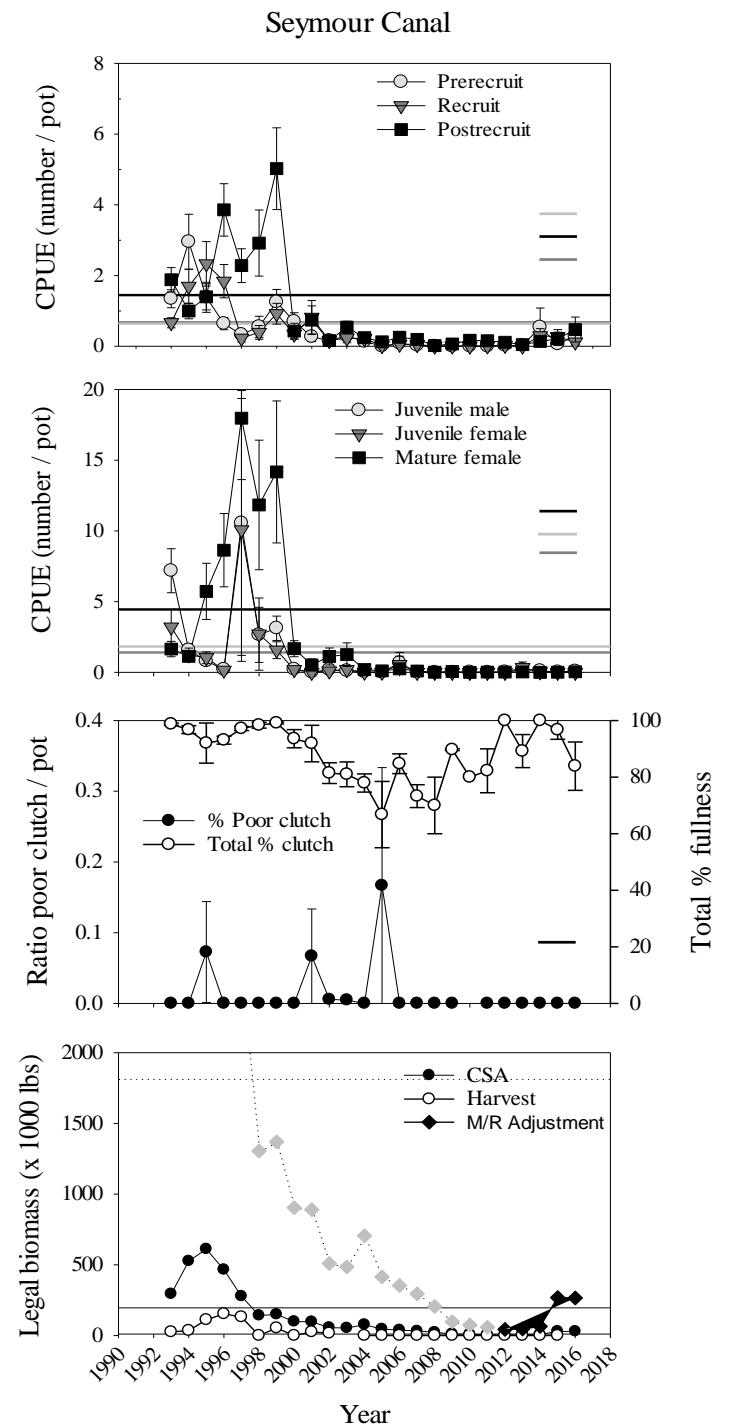 Seymour Canal
CPUE (number / pot)
8
6
4
2
0
Prerecruit
Recruit
Postrecruit
CPUE (number / pot)
20
15
10
5
0
Juvenile male
Juvenile female
Mature female
Ratio poor clutch / pot
0.4
0.3
0.2
0.1
0.0
% Poor clutch
Total % clutch
100
80
60
40
20
0
Total % fullness
Legal biomass (x 1000 lbs)
2000
1500
1000
500
0
CSA
Harvest
M/R Adjustment
1990 1992 1994 1996 1998 2000 2002 2004 2006 2008 2010 2012 2014 2016 2018
Year